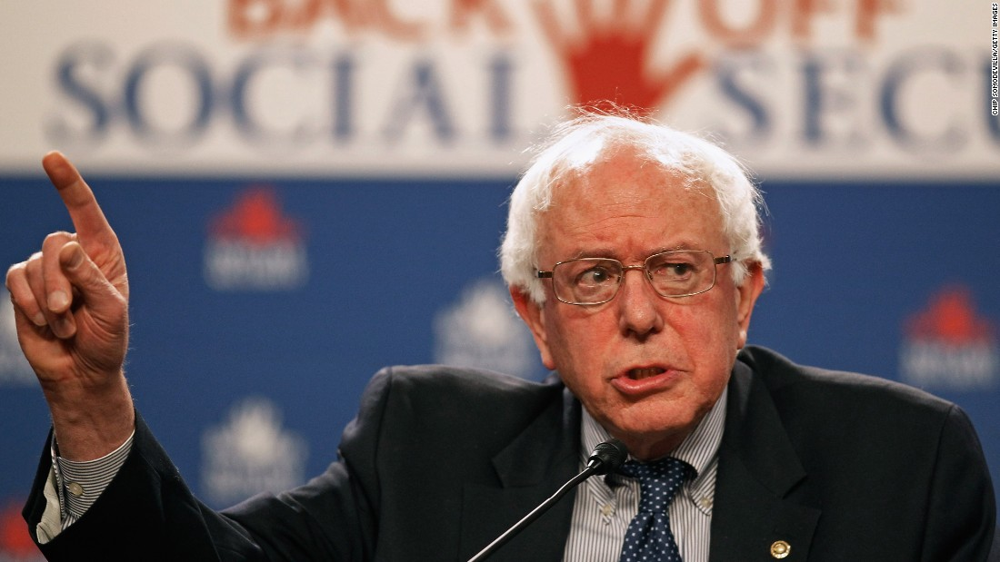 BACK OFF
SOCIAL SECU
CHIP SOMODEVILLA/GETTY IMAGES